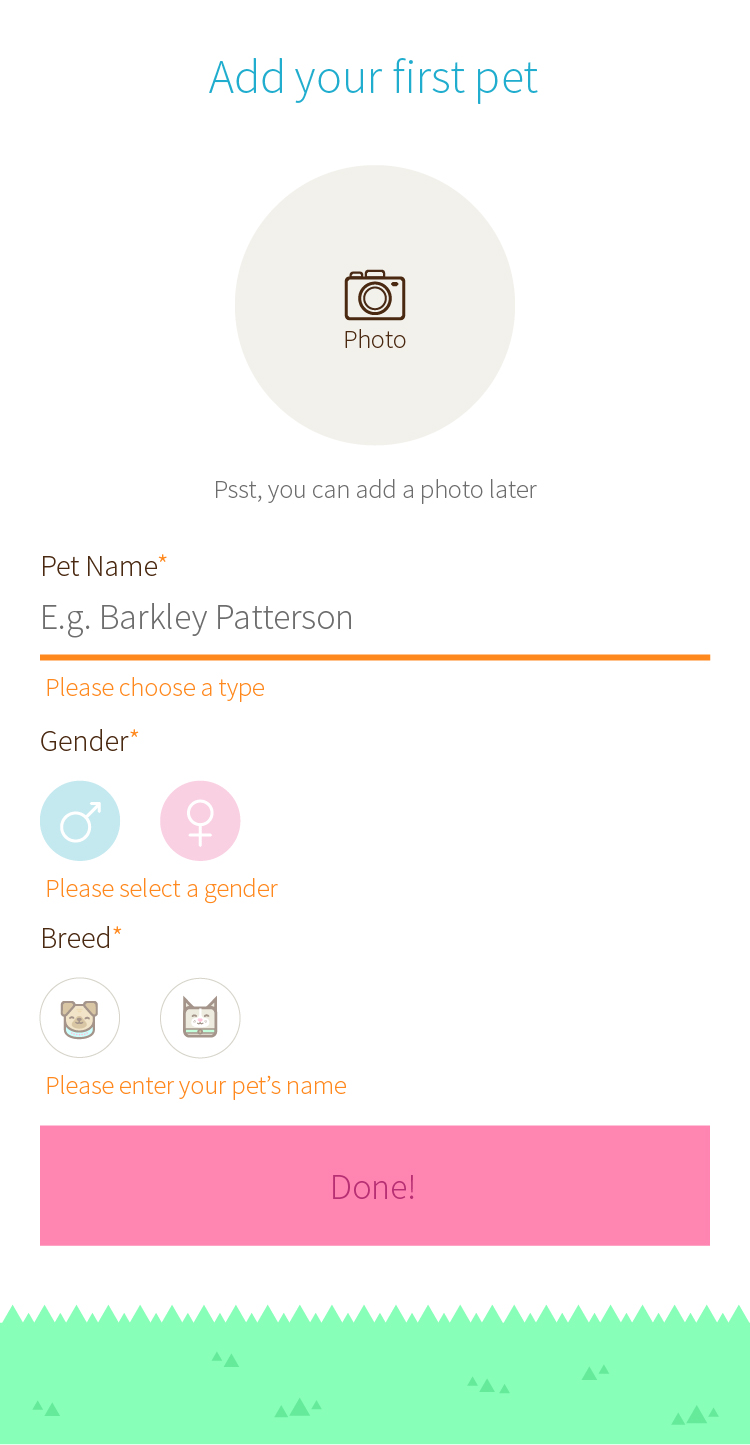 Add your first pet
Photo
Psst, you can add a photo later
Pet Name*
E.g. Barkley Patterson
Please choose a type
Gender*
Please select a gender
Breed*
Please enter your pet’s name
Done!